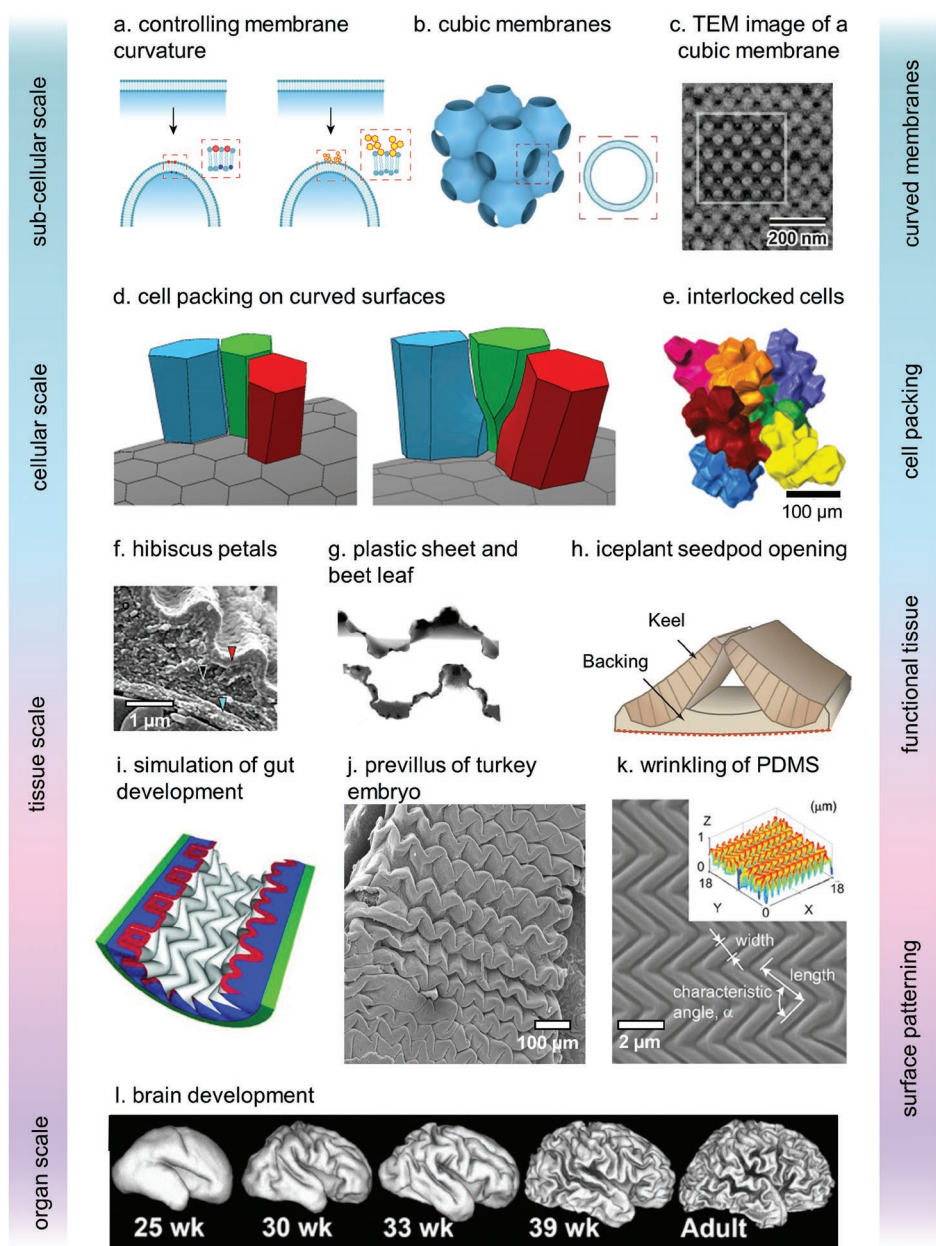 a. controlling membrane
curvature
b. cubic membranes
c. TEM image of a
cubic membrane
sub-cellular scale
curved membranes
200 nm
d. cell packing on curved surfaces
e. interlocked cells
cellular scale
cell packing
100 µm
f. hibiscus petals
g. plastic sheet and
beet leaf
h. iceplant seedpod opening
Keel
Backing
1 µm
tissue scale
functional tissue
i. simulation of gut
development
j. previllus of turkey
embryo
k. wrinkling of PDMS
(µm)
Z
1
0
18
Y
0
X
18
width
length
characteristic
angle, α
100 µm
2 µm
surface patterning
l. brain development
organ scale
25 wk
30 wk
33 wk
39 wk
Adult